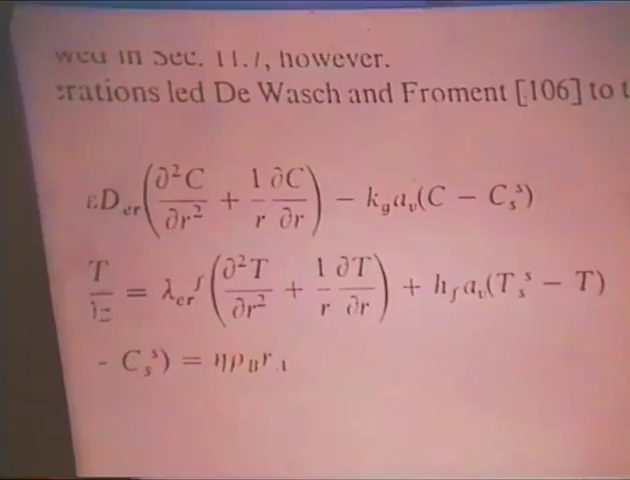 in Sec. 11.7, however.
erations led De Wasch and Froment [106] to t
εD_er(∂²C/∂r² + 1/r ∂C/∂r) − k_g a_v(C − C_s^s)
T/∂z = λ_er^f(∂²T/∂r² + 1/r ∂T/∂r) + h_f a_v(T_s^s − T)
- C_s^s) = ηρ_B r_A